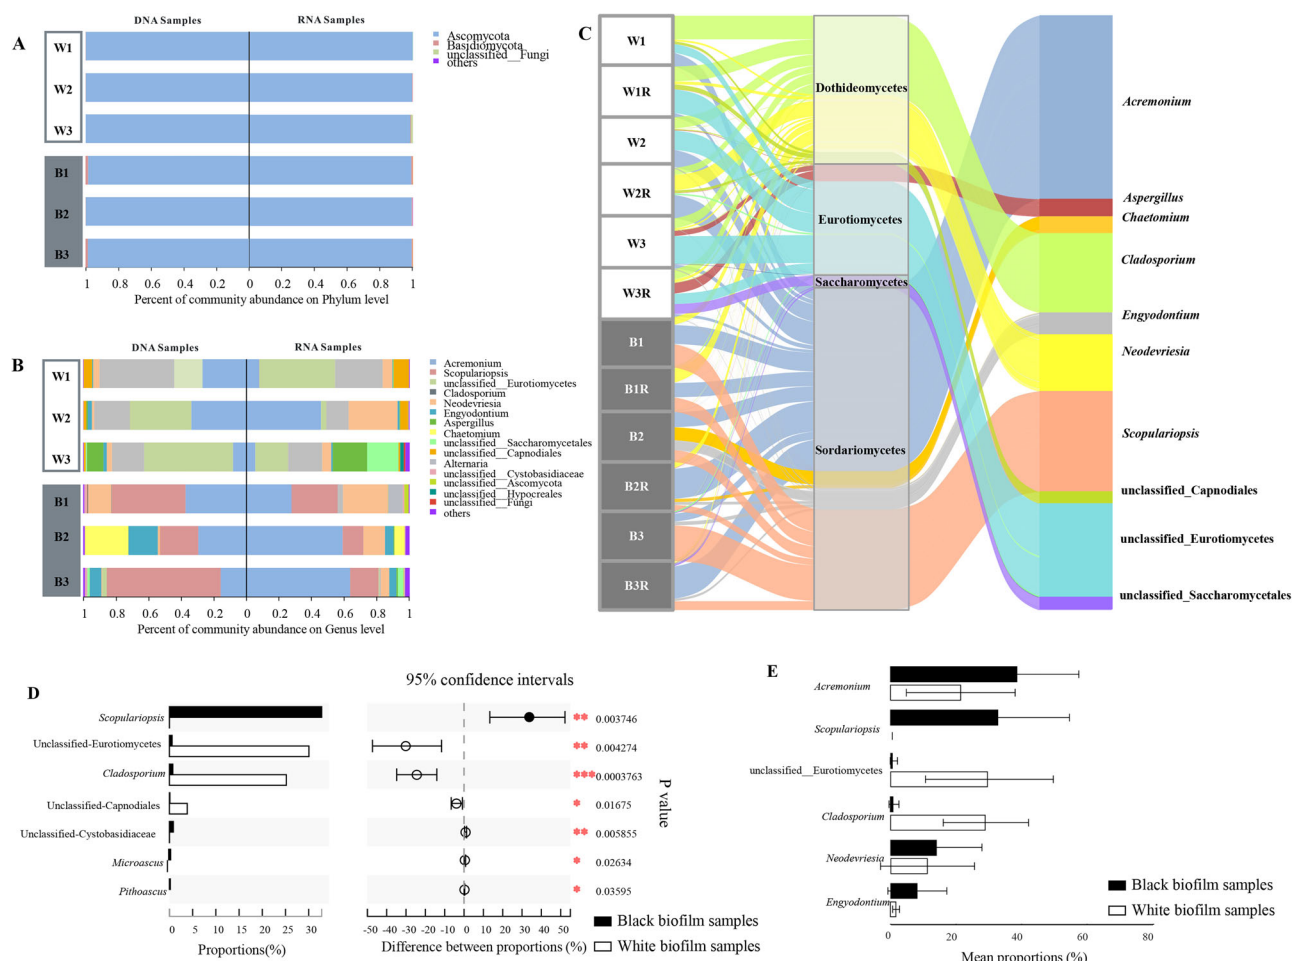 A
DNA Samples RNA Samples
W1
W2
W3
B1
B2
B3
1 0.8 0.6 0.4 0.2 0 0.2 0.4 0.6 0.8 1
Percent of community abundance on Phylum level
Ascomycota
Basidiomycota
unclassified__Fungi
others
B
DNA Samples RNA Samples
W1
W2
W3
B1
B2
B3
1 0.8 0.6 0.4 0.2 0 0.2 0.4 0.6 0.8 1
Percent of community abundance on Genus level
Acremonium
Scopulariopsis
unclassified__Eurotiomycetes
Cladosporium
Neodevriesia
Engyodontium
Aspergillus
Chaetomium
unclassified__Saccharomycetales
unclassified__Capnodiales
Alternaria
unclassified__Cystobasidiaceae
unclassified__Ascomycota
unclassified__Hypocreales
unclassified__Fungi
others
C
W1
W1R
W2
W2R
W3
W3R
B1
B1R
B2
B2R
B3
B3R
Dothideomycetes
Eurotiomycetes
Saccharomycetes
Sordariomycetes
Acremonium
Aspergillus
Chaetomium
Cladosporium
Engyodontium
Neodevriesia
Scopulariopsis
unclassified_Capnodiales
unclassified_Eurotiomycetes
unclassified_Saccharomycetales
D
95% confidence intervals
Scopulariopsis ** 0.003746
Unclassified-Eurotiomycetes ** 0.004274
Cladosporium *** 0.0003763
Unclassified-Capnodiales * 0.01675
Unclassified-Cystobasidiaceae ** 0.005855
Microascus * 0.02634
Pithoascus * 0.03595
P value
0 5 10 15 20 25 30
Proportions(%)
-50 -40 -30 -20 -10 0 10 20 30 40 50
Difference between proportions (%)
Black biofilm samples
White biofilm samples
E
Acremonium
Scopulariopsis
unclassified__Eurotiomycetes
Cladosporium
Neodevriesia
Engyodontium
0 20 40 60 80
Mean proportions (%)
Black biofilm samples
White biofilm samples